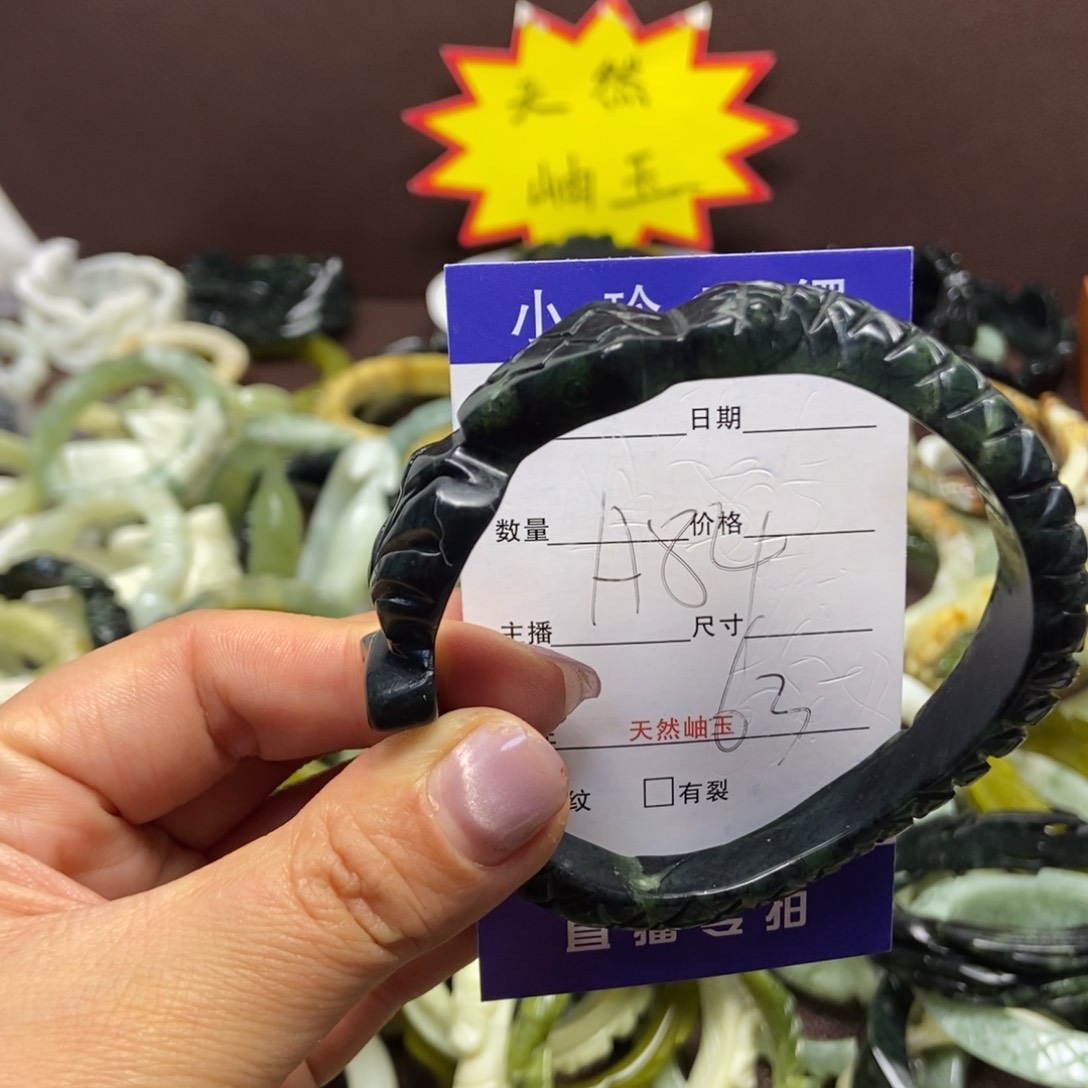 天然
岫玉
小玲
日期
数量 A84 价格
主播 尺寸
63
天然岫玉
纹 有裂
直播专拍